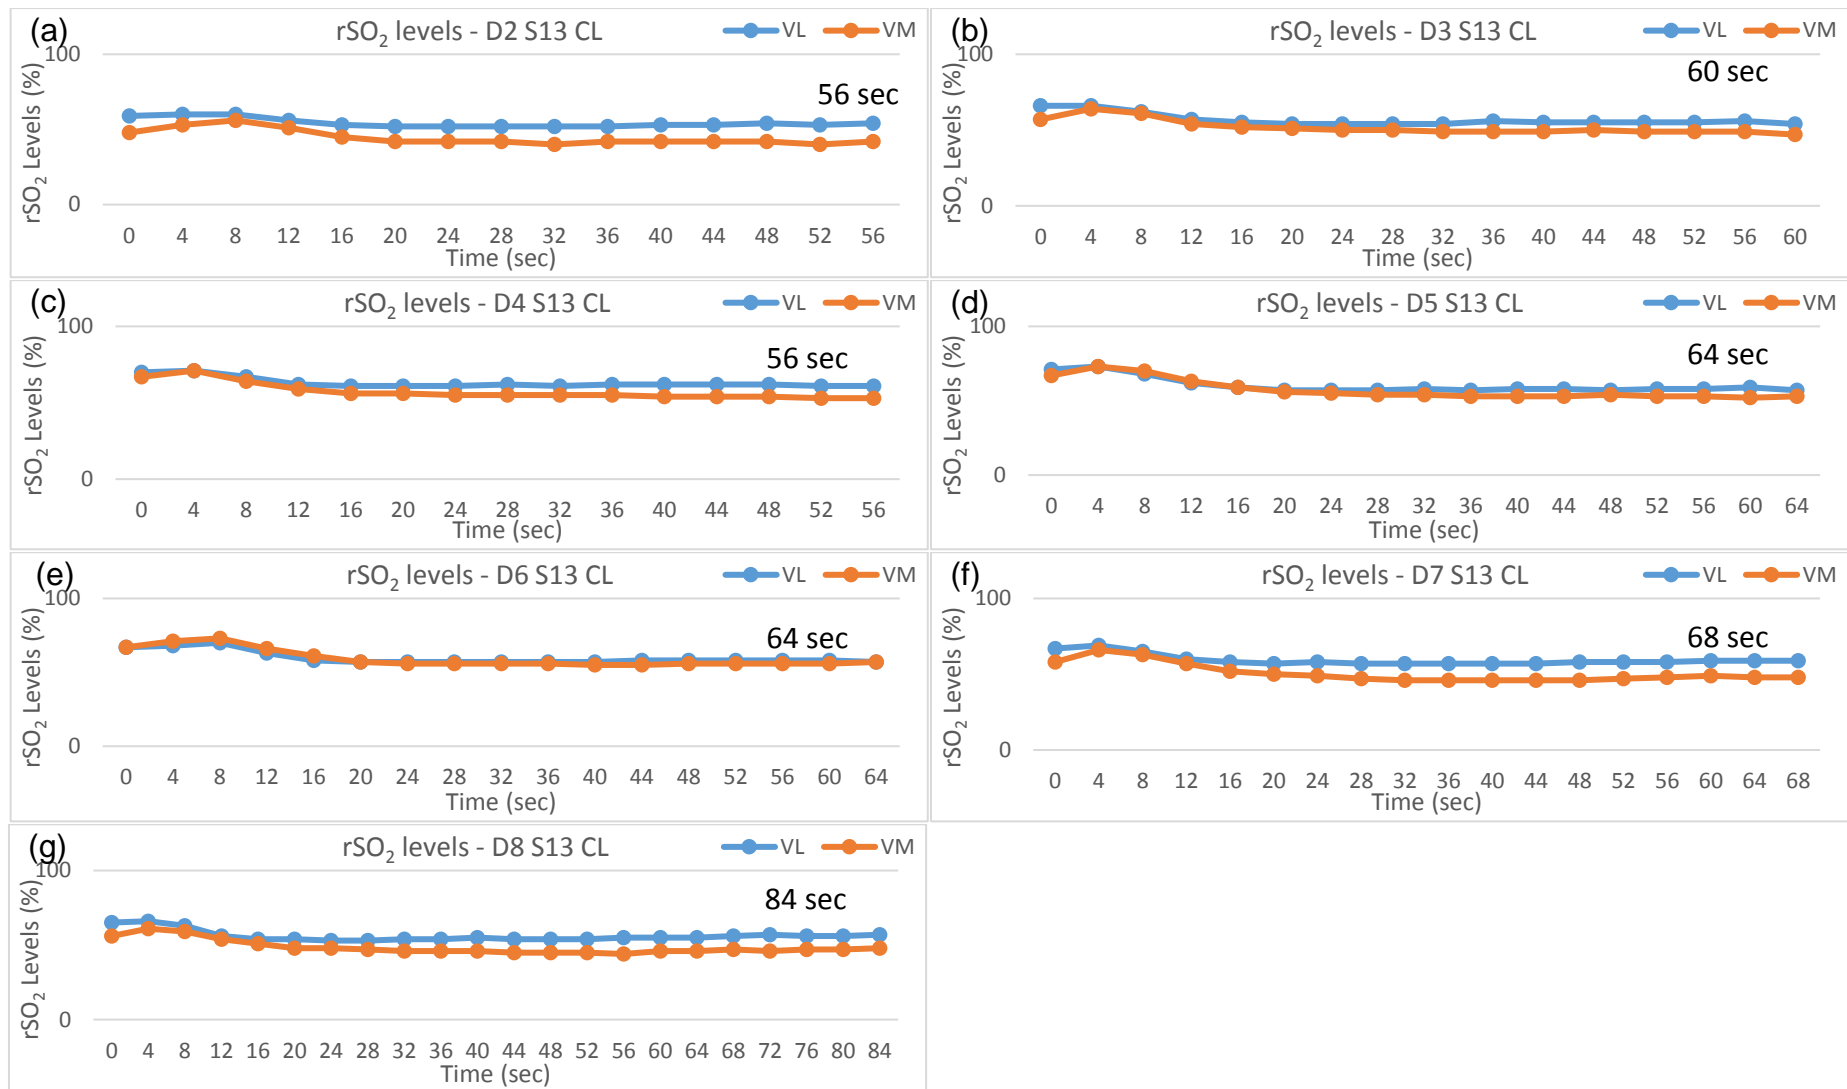 (a)
rSO₂ levels - D2 S13 CL
VL VM
100
56 sec
rSO₂ Levels (%)
0
0 4 8 12 16 20 24 28 32 36 40 44 48 52 56
Time (sec)
(b)
rSO₂ levels - D3 S13 CL
VL VM
100
60 sec
rSO₂ Levels (%)
0
0 4 8 12 16 20 24 28 32 36 40 44 48 52 56 60
Time (sec)
(c)
rSO₂ levels - D4 S13 CL
VL VM
100
56 sec
rSO₂ Levels (%)
0
0 4 8 12 16 20 24 28 32 36 40 44 48 52 56
Time (sec)
(d)
rSO₂ levels - D5 S13 CL
VL VM
100
64 sec
rSO₂ Levels (%)
0
0 4 8 12 16 20 24 28 32 36 40 44 48 52 56 60 64
Time (sec)
(e)
rSO₂ levels - D6 S13 CL
VL VM
100
64 sec
rSO₂ Levels (%)
0
0 4 8 12 16 20 24 28 32 36 40 44 48 52 56 60 64
Time (sec)
(f)
rSO₂ levels - D7 S13 CL
VL VM
100
68 sec
rSO₂ Levels (%)
0
0 4 8 12 16 20 24 28 32 36 40 44 48 52 56 60 64 68
Time (sec)
(g)
rSO₂ levels - D8 S13 CL
VL VM
100
84 sec
rSO₂ Levels (%)
0
0 4 8 12 16 20 24 28 32 36 40 44 48 52 56 60 64 68 72 76 80 84
Time (sec)